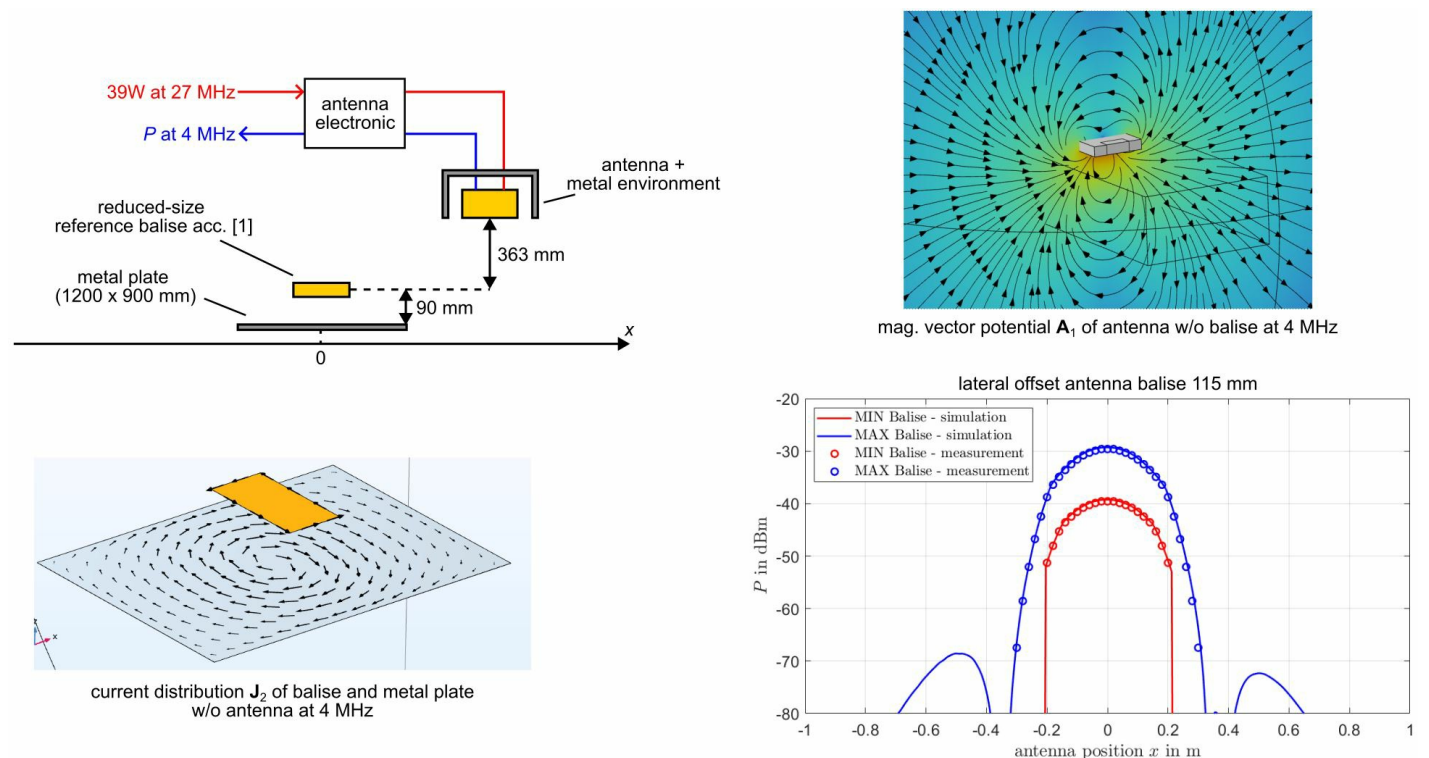 39W at 27 MHz
P at 4 MHz
antenna
electronic
antenna +
metal environment
reduced-size
reference balise acc. [1]
363 mm
metal plate
(1200 x 900 mm)
90 mm
x
0
mag. vector potential A₁ of antenna w/o balise at 4 MHz
x
current distribution J₂ of balise and metal plate
w/o antenna at 4 MHz
lateral offset antenna balise 115 mm
MIN Balise - simulation
MAX Balise - simulation
MIN Balise - measurement
MAX Balise - measurement
P in dBm
-20
-30
-40
-50
-60
-70
-80
-1 -0.8 -0.6 -0.4 -0.2 0 0.2 0.4 0.6 0.8 1
antenna position x in m